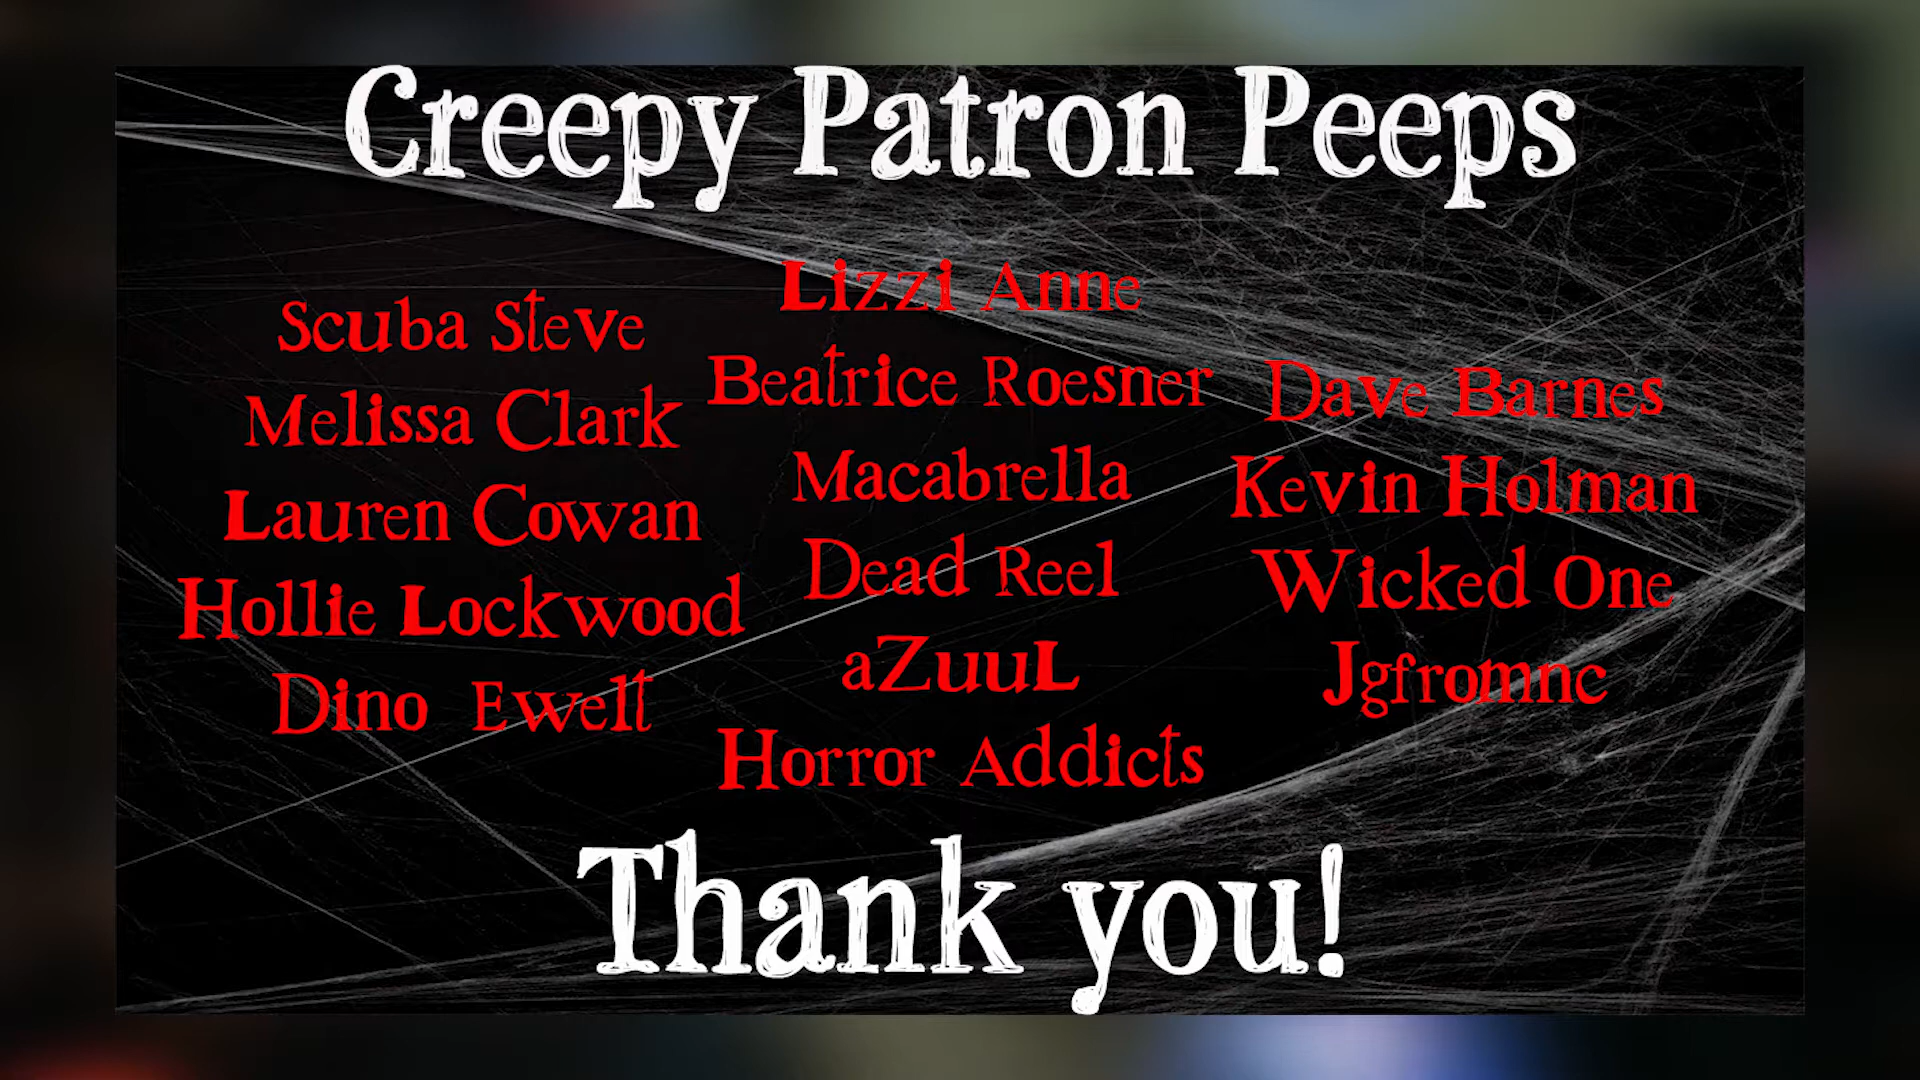 Creepy Patron Peeps
Scuba Steve
Melissa Clark
Lauren Cowan
Hollie Lockwood
Dino Ewelt
Lizzi Anne
Beatrice Roesner
Macabrella
Dead Reel
aZuuL
Horror Addicts
Dave Barnes
Kevin Holman
Wicked One
Jgfromnc
Thank you!